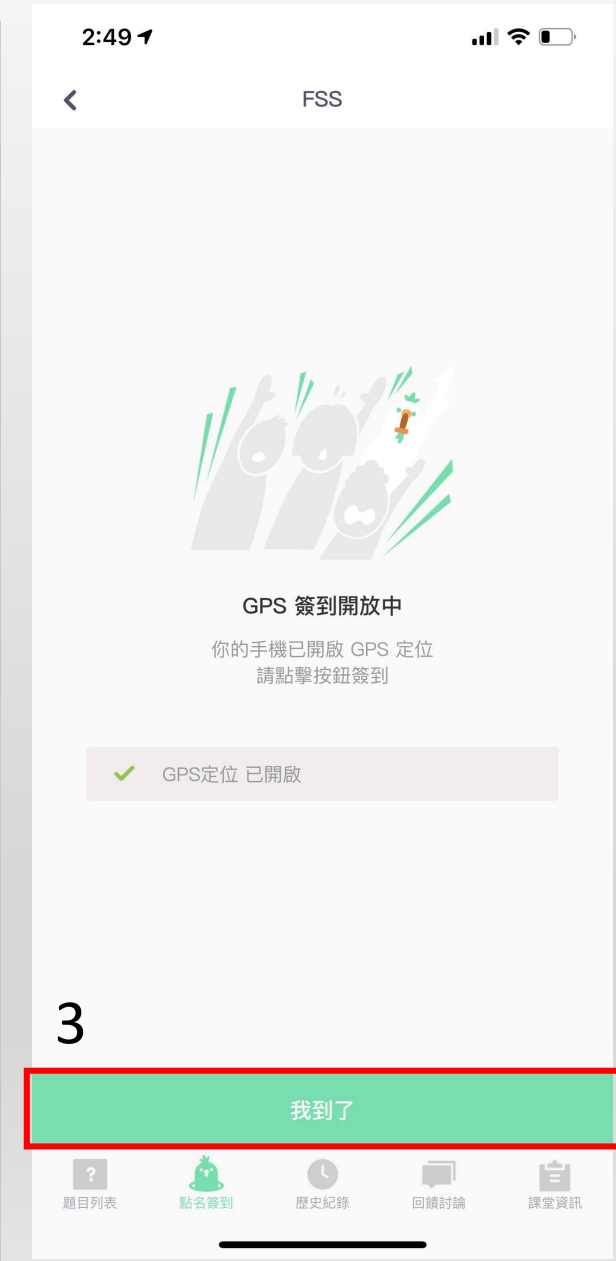 2:49
FSS
GPS 簽到開放中
你的手機已開啟 GPS 定位
請點擊按鈕簽到
GPS定位 已開啟
3
我到了
?
題目列表
點名簽到
歷史紀錄
回饋討論
課堂資訊